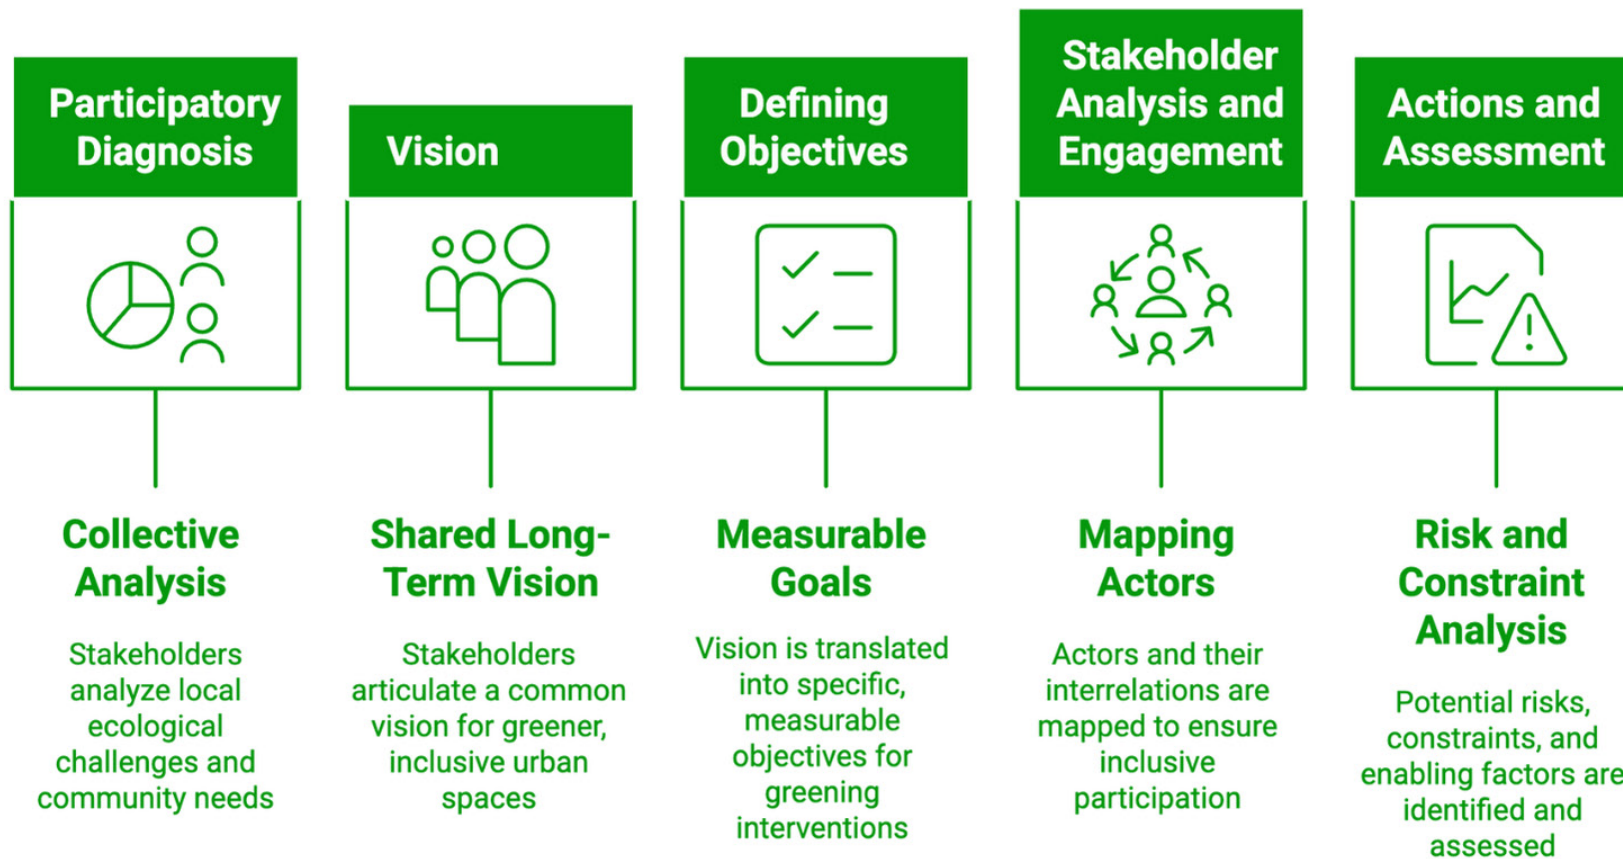 Participatory
Diagnosis
Vision
Defining
Objectives
Stakeholder
Analysis and
Engagement
Actions and
Assessment
Collective
Analysis
Stakeholders
analyze local
ecological
challenges and
community needs
Shared Long-
Term Vision
Stakeholders
articulate a common
vision for greener,
inclusive urban
spaces
Measurable
Goals
Vision is translated
into specific,
measurable
objectives for
greening
interventions
Mapping
Actors
Actors and their
interrelations are
mapped to ensure
inclusive
participation
Risk and
Constraint
Analysis
Potential risks,
constraints, and
enabling factors are
identified and
assessed